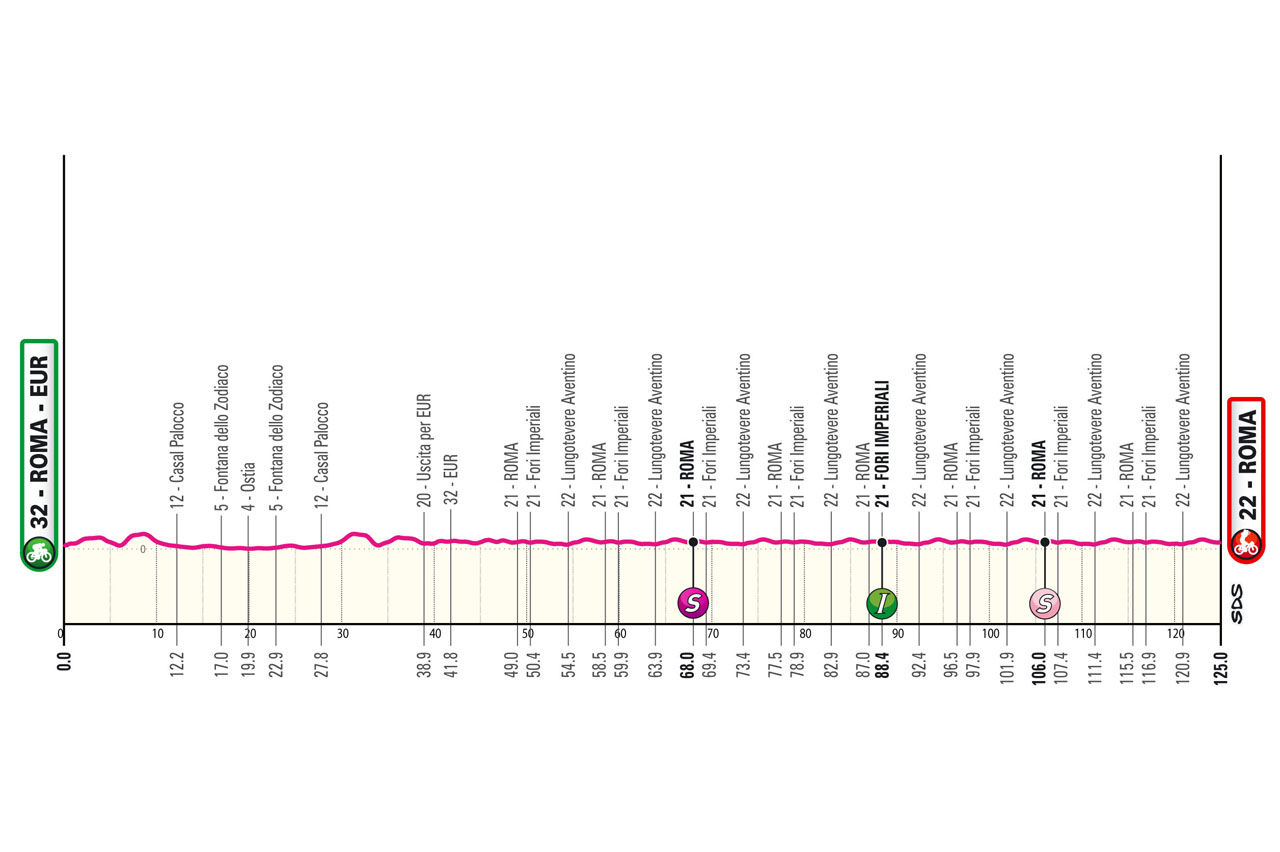 32 - ROMA - EUR
12 - Casal Palocco
5 - Fontana dello Zodiaco
4 - Ostia
5 - Fontana dello Zodiaco
12 - Casal Palocco
20 - Uscita per EUR
32 - EUR
21 - ROMA
21 - Fori Imperiali
22 - Lungotevere Aventino
21 - ROMA
21 - Fori Imperiali
22 - Lungotevere Aventino
21 - ROMA
21 - Fori Imperiali
22 - Lungotevere Aventino
21 - ROMA
21 - Fori Imperiali
22 - Lungotevere Aventino
21 - ROMA
21 - FORI IMPERIALI
22 - Lungotevere Aventino
21 - ROMA
21 - Fori Imperiali
22 - Lungotevere Aventino
21 - ROMA
21 - Fori Imperiali
22 - Lungotevere Aventino
21 - ROMA
21 - Fori Imperiali
22 - Lungotevere Aventino
22 - ROMA
0
S
I
S
SDS
0
10
20
30
40
50
60
70
80
90
100
110
120
0.0
12.2
17.0
19.9
22.9
27.8
38.9
41.8
49.0
50.4
54.5
58.5
59.9
63.9
68.0
69.4
73.4
77.5
78.9
82.9
87.0
88.4
92.4
96.5
97.9
101.9
106.0
107.4
111.4
115.5
116.9
120.9
125.0